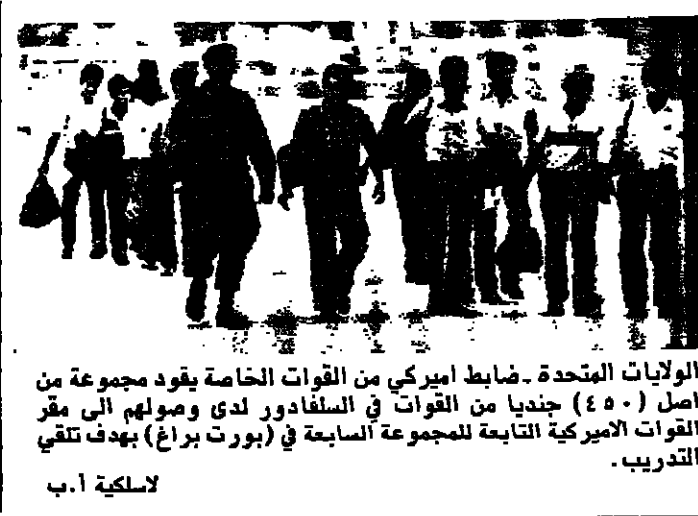 الولايات المتحدة ـ ضابط اميركي من القوات الخاصة يقود مجموعة من
اصل (٤٥٠) جنديا من القوات في السلفادور لدى وصولهم الى مقر
القوات الاميركية التابعة للمجموعة السابعة في (بورت براغ) بهدف تلقي
التدريب.
لاسلكية أ.ب